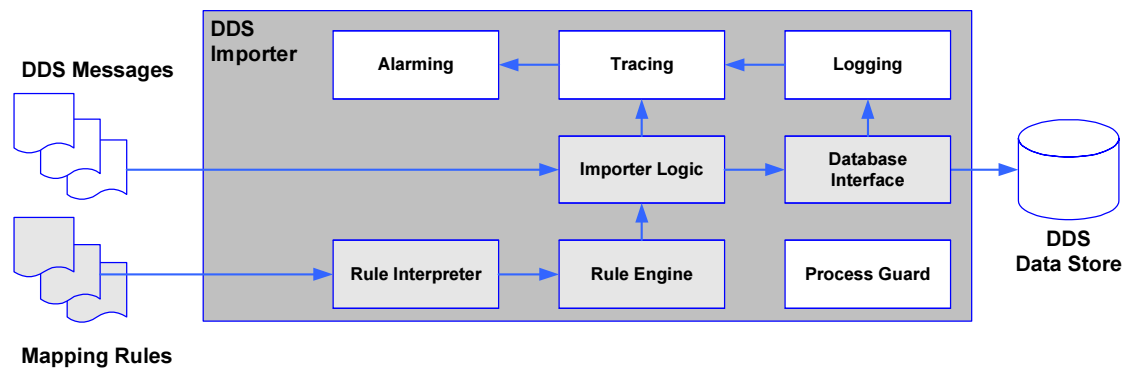 DDS
Importer
DDS Messages
Alarming
Tracing
Logging
Importer Logic
Database
Interface
Rule Interpreter
Rule Engine
Process Guard
DDS
Data Store
Mapping Rules